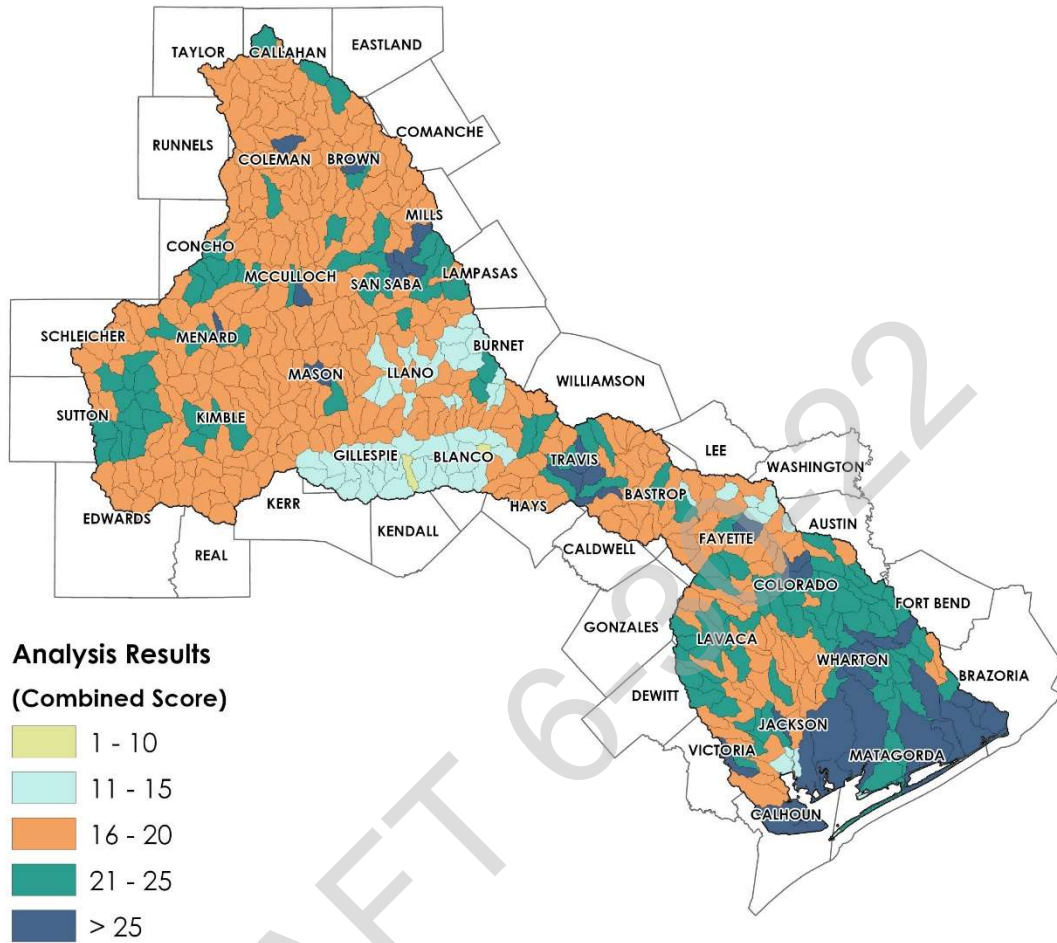 TAYLOR
CALLAHAN
EASTLAND
RUNNELS
COMANCHE
COLEMAN
BROWN
MILLS
CONCHO
MCCULLOCH
SAN SABA
LAMPASAS
SCHLEICHER
MENARD
BURNET
MASON
LLANO
WILLIAMSON
SUTTON
KIMBLE
GILLESPIE
BLANCO
TRAVIS
LEE
WASHINGTON
BASTROP
EDWARDS
KERR
HAYS
AUSTIN
REAL
KENDALL
CALDWELL
FAYETTE
COLORADO
FORT BEND
GONZALES
LAVACA
WHARTON
BRAZORIA
DEWITT
JACKSON
VICTORIA
MATAGORDA
CALHOUN
Analysis Results
(Combined Score)
1 - 10
11 - 15
16 - 20
21 - 25
> 25